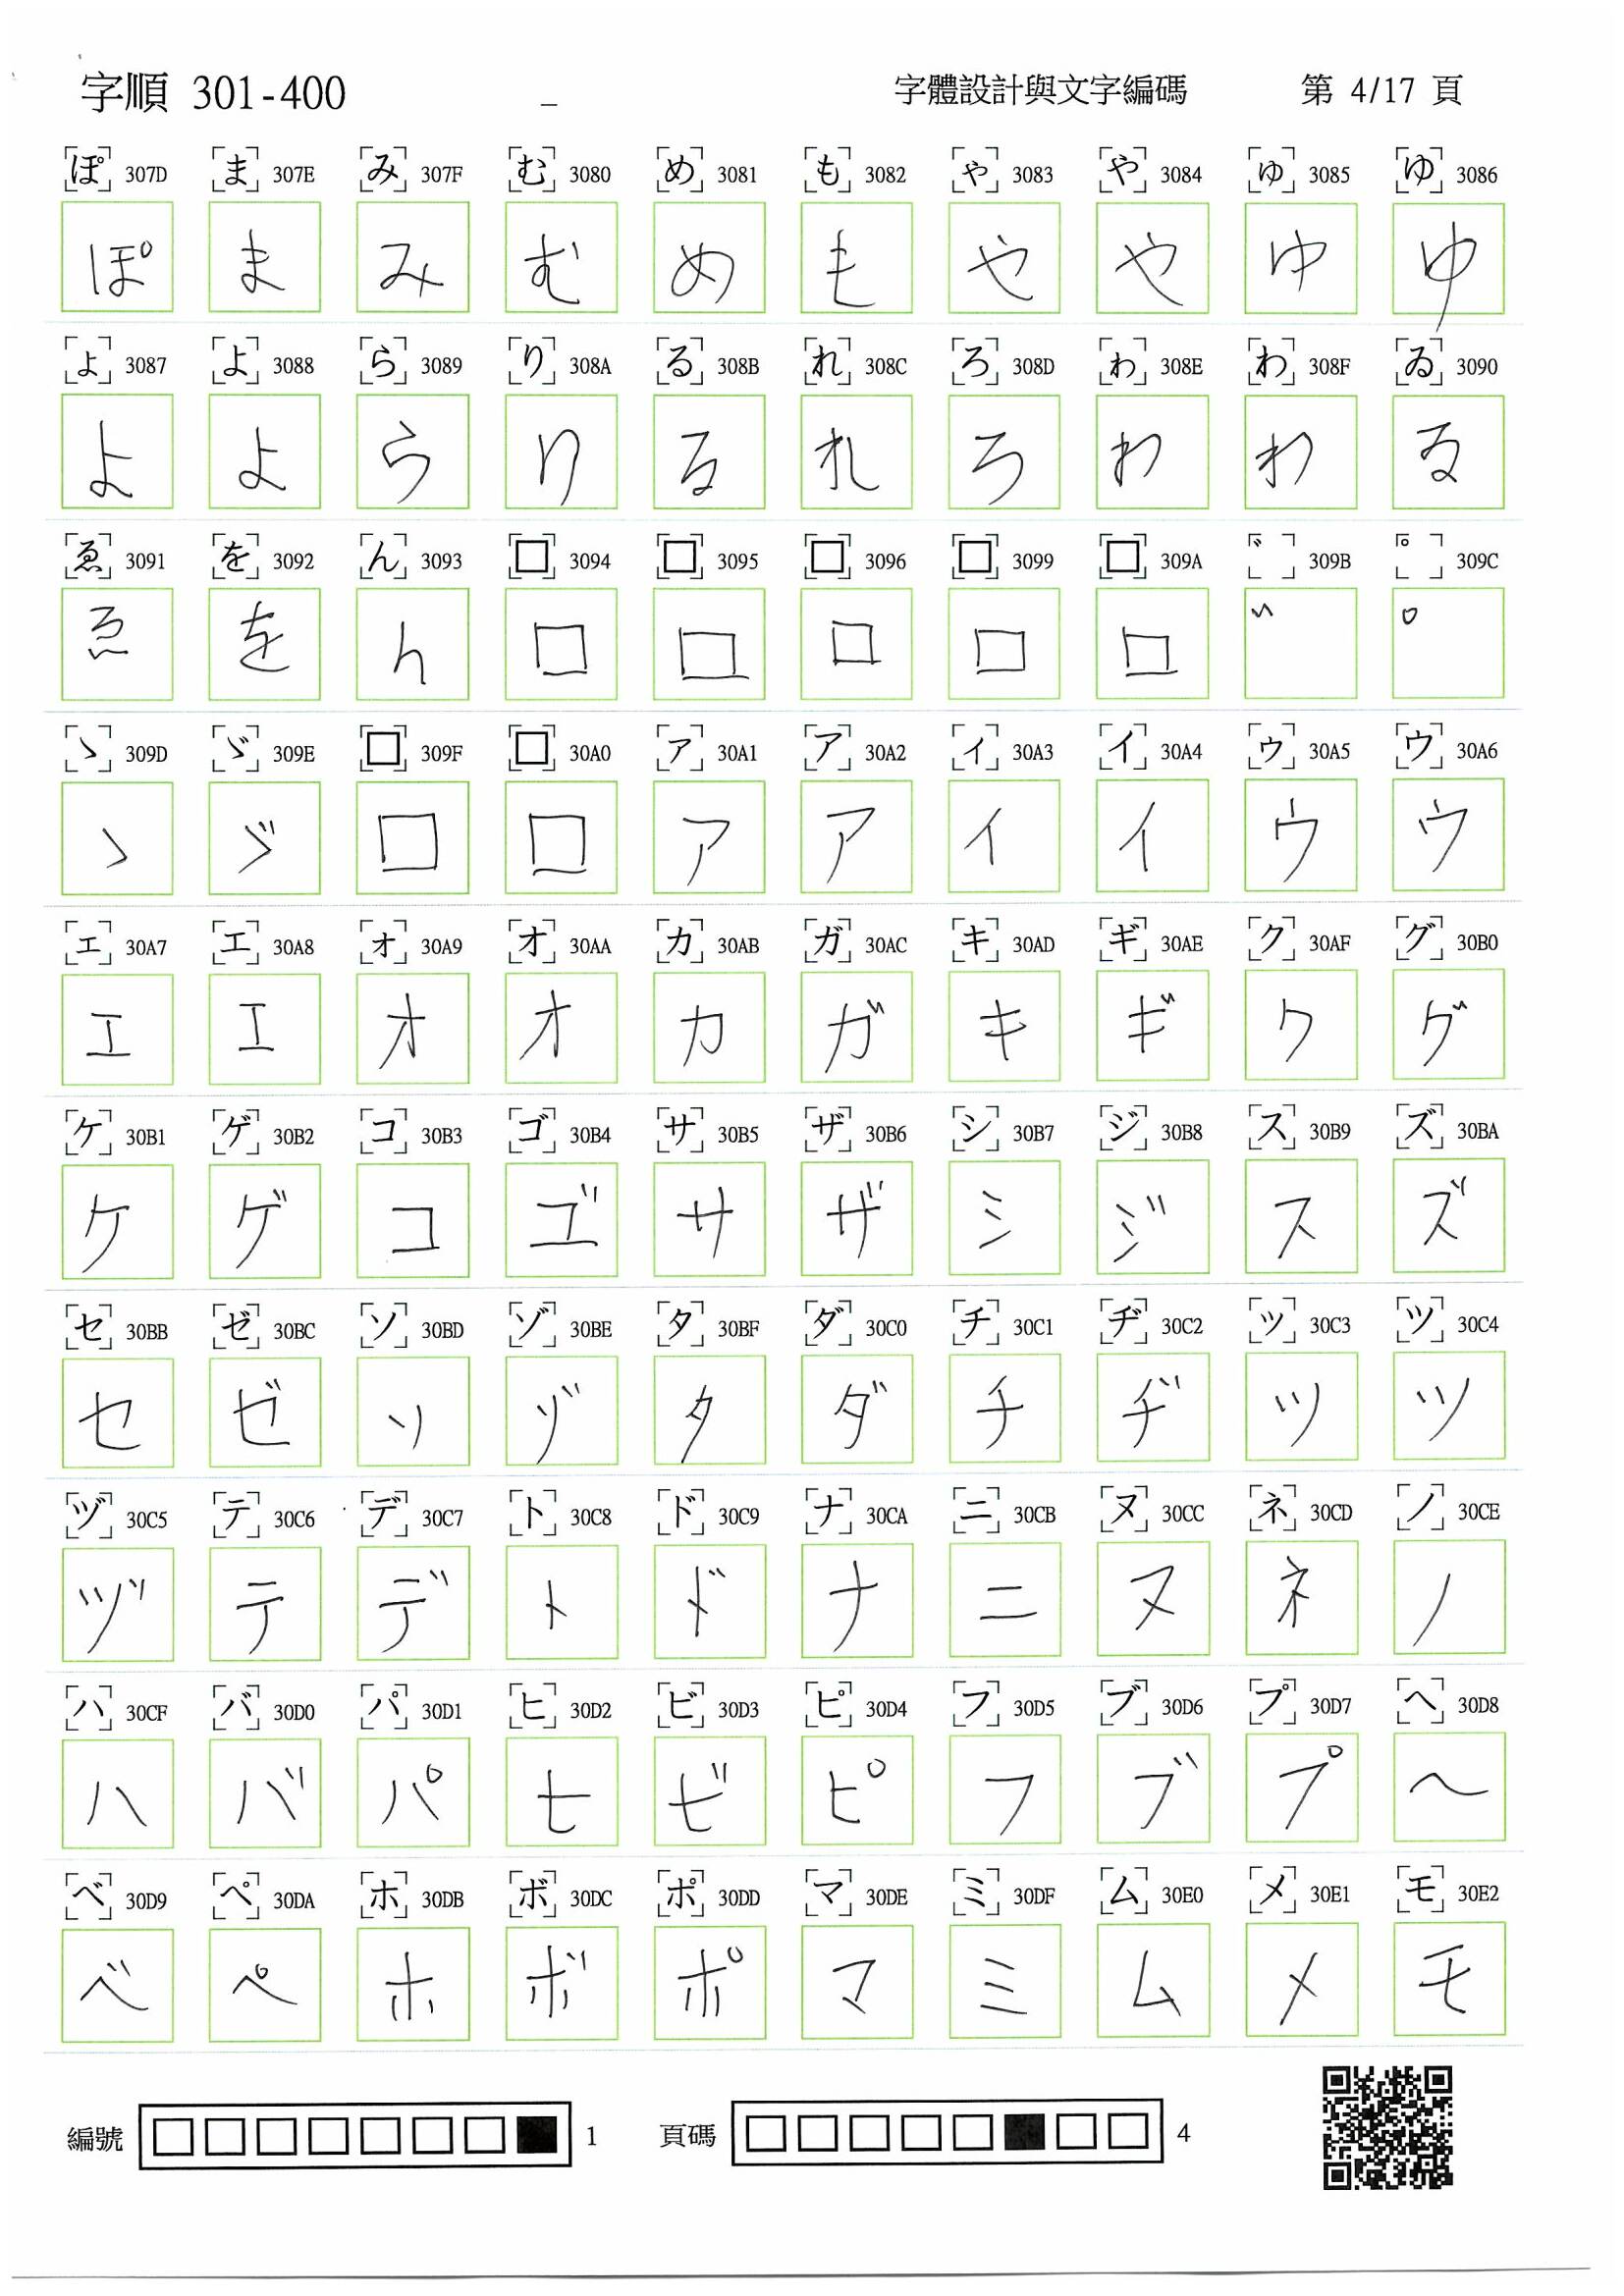 字順 301-400 _ 字體設計與文字編碼 第 4/17 頁
ぽ 307D ま 307E み 307F む 3080 め 3081 も 3082 ゃ 3083 や 3084 ゅ 3085 ゆ 3086
ぽ ま み む め も ゃ や ゅ ゆ
ょ 3087 よ 3088 ら 3089 り 308A る 308B れ 308C ろ 308D ゎ 308E わ 308F ゐ 3090
ょ よ ら り る れ ろ ゎ わ ゐ
ゑ 3091 を 3092 ん 3093 □ 3094 □ 3095 □ 3096 □ 3099 □ 309A ゛ 309B ゜ 309C
ゑ を ん □ □ □ □ □ ゛ ゜
ゝ 309D ゞ 309E □ 309F □ 30A0 ァ 30A1 ア 30A2 ィ 30A3 イ 30A4 ゥ 30A5 ウ 30A6
ゝ ゞ □ □ ァ ア ィ イ ゥ ウ
ェ 30A7 エ 30A8 ォ 30A9 オ 30AA カ 30AB ガ 30AC キ 30AD ギ 30AE ク 30AF グ 30B0
ェ エ ォ オ カ ガ キ ギ ク グ
ケ 30B1 ゲ 30B2 コ 30B3 ゴ 30B4 サ 30B5 ザ 30B6 シ 30B7 ジ 30B8 ス 30B9 ズ 30BA
ケ ゲ コ ゴ サ ザ シ ジ ス ズ
セ 30BB ゼ 30BC ソ 30BD ゾ 30BE タ 30BF ダ 30C0 チ 30C1 ヂ 30C2 ッ 30C3 ツ 30C4
セ ゼ ソ ゾ タ ダ チ ヂ ッ ツ
ヅ 30C5 テ 30C6 デ 30C7 ト 30C8 ド 30C9 ナ 30CA ニ 30CB ヌ 30CC ネ 30CD ノ 30CE
ヅ テ デ ト ド ナ ニ ヌ ネ ノ
ハ 30CF バ 30D0 パ 30D1 ヒ 30D2 ビ 30D3 ピ 30D4 フ 30D5 ブ 30D6 プ 30D7 ヘ 30D8
ハ バ パ ヒ ビ ピ フ ブ プ ヘ
ベ 30D9 ペ 30DA ホ 30DB ボ 30DC ポ 30DD マ 30DE ミ 30DF ム 30E0 メ 30E1 モ 30E2
ベ ペ ホ ボ ポ マ ミ ム メ モ
編號 □□□□□□□■ 1 頁碼 □□□□□■□□ 4